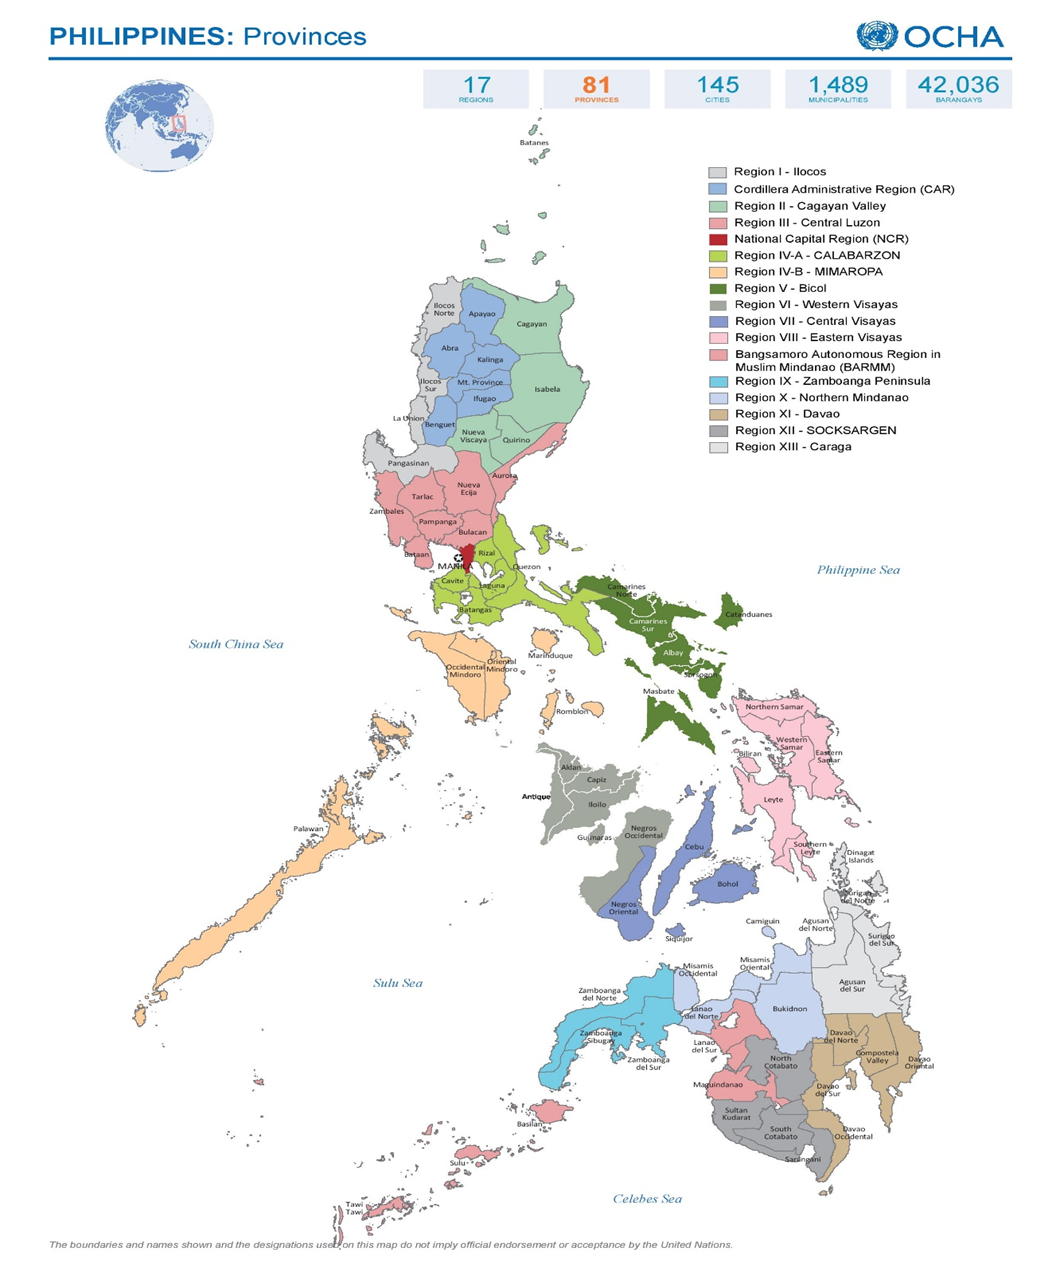 PHILIPPINES: Provinces
OCHA
17
REGIONS
81
PROVINCES
145
CITIES
1,489
MUNICIPALITIES
42,036
BARANGAYS
Batanes
Region I - Ilocos
Cordillera Administrative Region (CAR)
Region II - Cagayan Valley
Region III - Central Luzon
National Capital Region (NCR)
Region IV-A - CALABARZON
Region IV-B - MIMAROPA
Region V - Bicol
Region VI - Western Visayas
Region VII - Central Visayas
Region VIII - Eastern Visayas
Bangsamoro Autonomous Region in
Muslim Mindanao (BARMM)
Region IX - Zamboanga Peninsula
Region X - Northern Mindanao
Region XI - Davao
Region XII - SOCKSARGEN
Region XIII - Caraga
Ilocos
Norte
Apayao
Cagayan
Abra
Kalinga
Ilocos
Sur
Mt. Province
Ifugao
Isabela
La Union
Benguet
Nueva
Viscaya
Quirino
Pangasinan
Aurora
Nueva
Ecija
Tarlac
Zambales
Pampanga
Bulacan
Bataan
Rizal
MANILA
Quezon
Cavite
Laguna
Batangas
Philippine Sea
South China Sea
Camarines
Norte
Camarines
Sur
Catanduanes
Albay
Sorsogon
Masbate
Marinduque
Occidental
Mindoro
Oriental
Mindoro
Romblon
Northern Samar
Western
Samar
Eastern
Samar
Biliran
Leyte
Southern
Leyte
Aklan
Capiz
Antique
Iloilo
Guimaras
Negros
Occidental
Cebu
Bohol
Negros
Oriental
Siquijor
Palawan
Dinagat
Islands
Surigao
del Norte
Camiguin
Agusan
del Norte
Surigao
del Sur
Sulu Sea
Misamis
Occidental
Misamis
Oriental
Agusan
del Sur
Zamboanga
del Norte
Bukidnon
Lanao
del Norte
Zamboanga
Sibugay
Zamboanga
del Sur
Lanao
del Sur
North
Cotabato
Davao
del Norte
Compostela
Valley
Davao
Oriental
Maguindanao
Davao
del Sur
Sultan
Kudarat
South
Cotabato
Davao
Occidental
Sarangani
Basilan
Sulu
Tawi
Tawi
Celebes Sea
The boundaries and names shown and the designations used on this map do not imply official endorsement or acceptance by the United Nations.